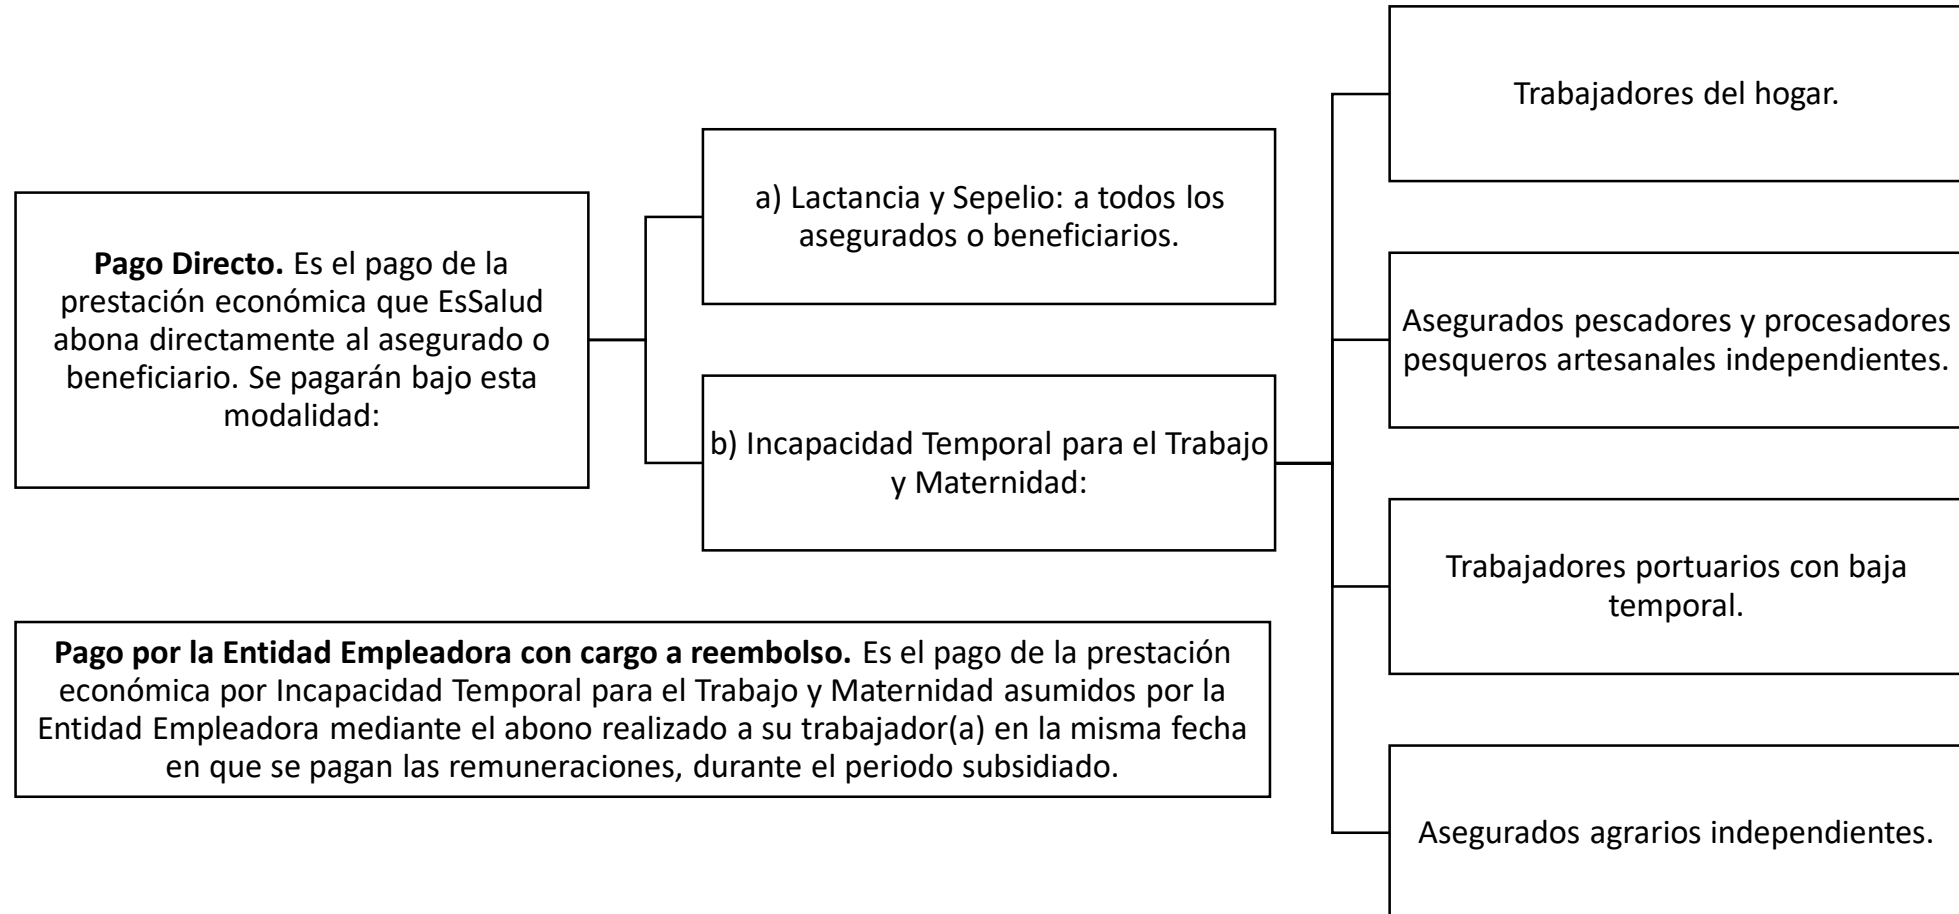 Pago Directo. Es el pago de la
prestación económica que EsSalud
abona directamente al asegurado o
beneficiario. Se pagarán bajo esta
modalidad:
a) Lactancia y Sepelio: a todos los
asegurados o beneficiarios.
b) Incapacidad Temporal para el Trabajo
y Maternidad:
Trabajadores del hogar.
Asegurados pescadores y procesadores
pesqueros artesanales independientes.
Trabajadores portuarios con baja
temporal.
Asegurados agrarios independientes.
Pago por la Entidad Empleadora con cargo a reembolso. Es el pago de la prestación
económica por Incapacidad Temporal para el Trabajo y Maternidad asumidos por la
Entidad Empleadora mediante el abono realizado a su trabajador(a) en la misma fecha
en que se pagan las remuneraciones, durante el periodo subsidiado.